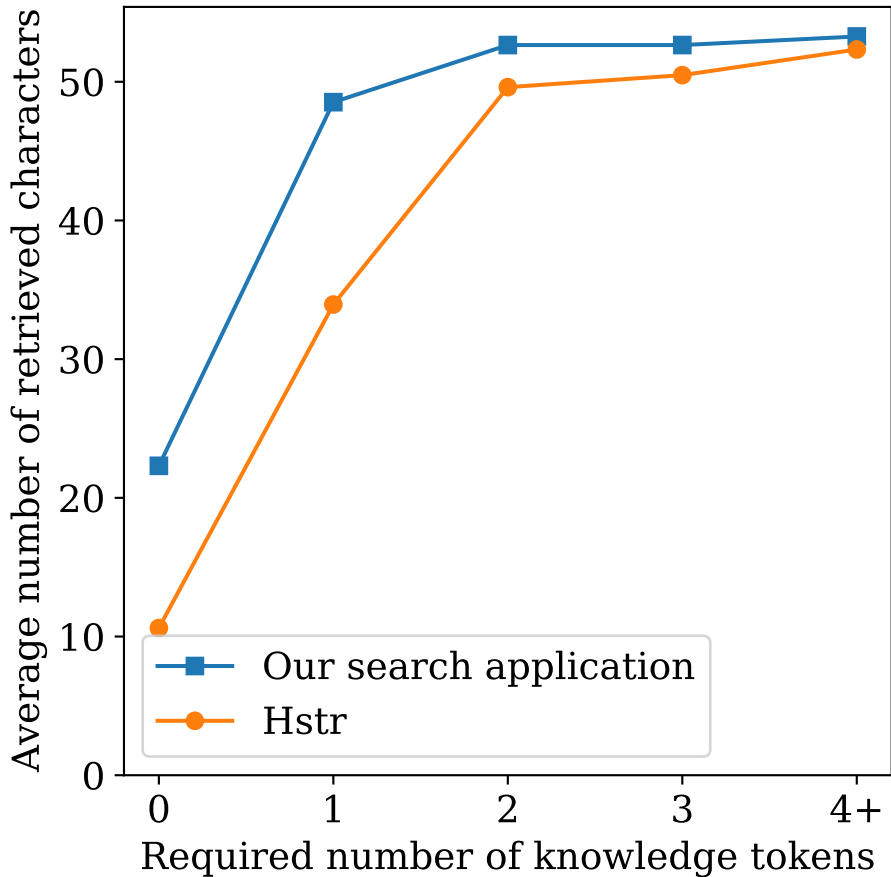 Average number of retrieved characters
50
40
30
20
10
0
Our search application
Hstr
0 1 2 3 4+
Required number of knowledge tokens